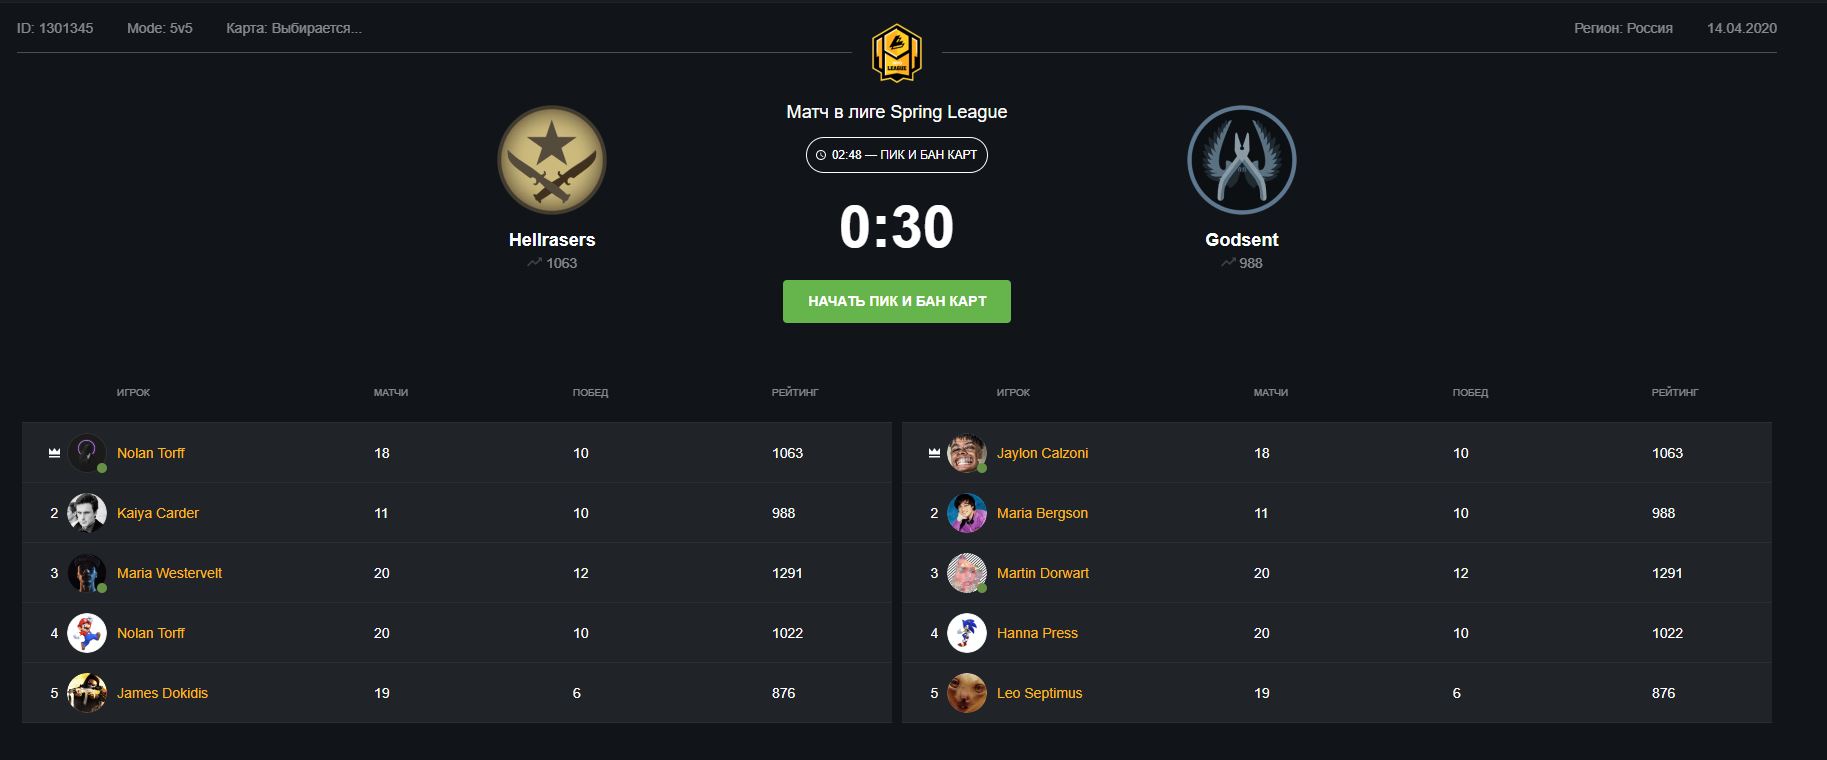 ID: 1301345 Mode: 5v5 Карта: Выбирается... Регион: Россия 14.04.2020
LEAGUE
Матч в лиге Spring League
02:48 — ПИК И БАН КАРТ
0:30
НАЧАТЬ ПИК И БАН КАРТ
Hellrasers
1063
Godsent
988
ИГРОК МАТЧИ ПОБЕД РЕЙТИНГ
Nolan Torff 18 10 1063
2 Kaiya Carder 11 10 988
3 Maria Westervelt 20 12 1291
4 Nolan Torff 20 10 1022
5 James Dokidis 19 6 876
ИГРОК МАТЧИ ПОБЕД РЕЙТИНГ
Jaylon Calzoni 18 10 1063
2 Maria Bergson 11 10 988
3 Martin Dorwart 20 12 1291
4 Hanna Press 20 10 1022
5 Leo Septimus 19 6 876